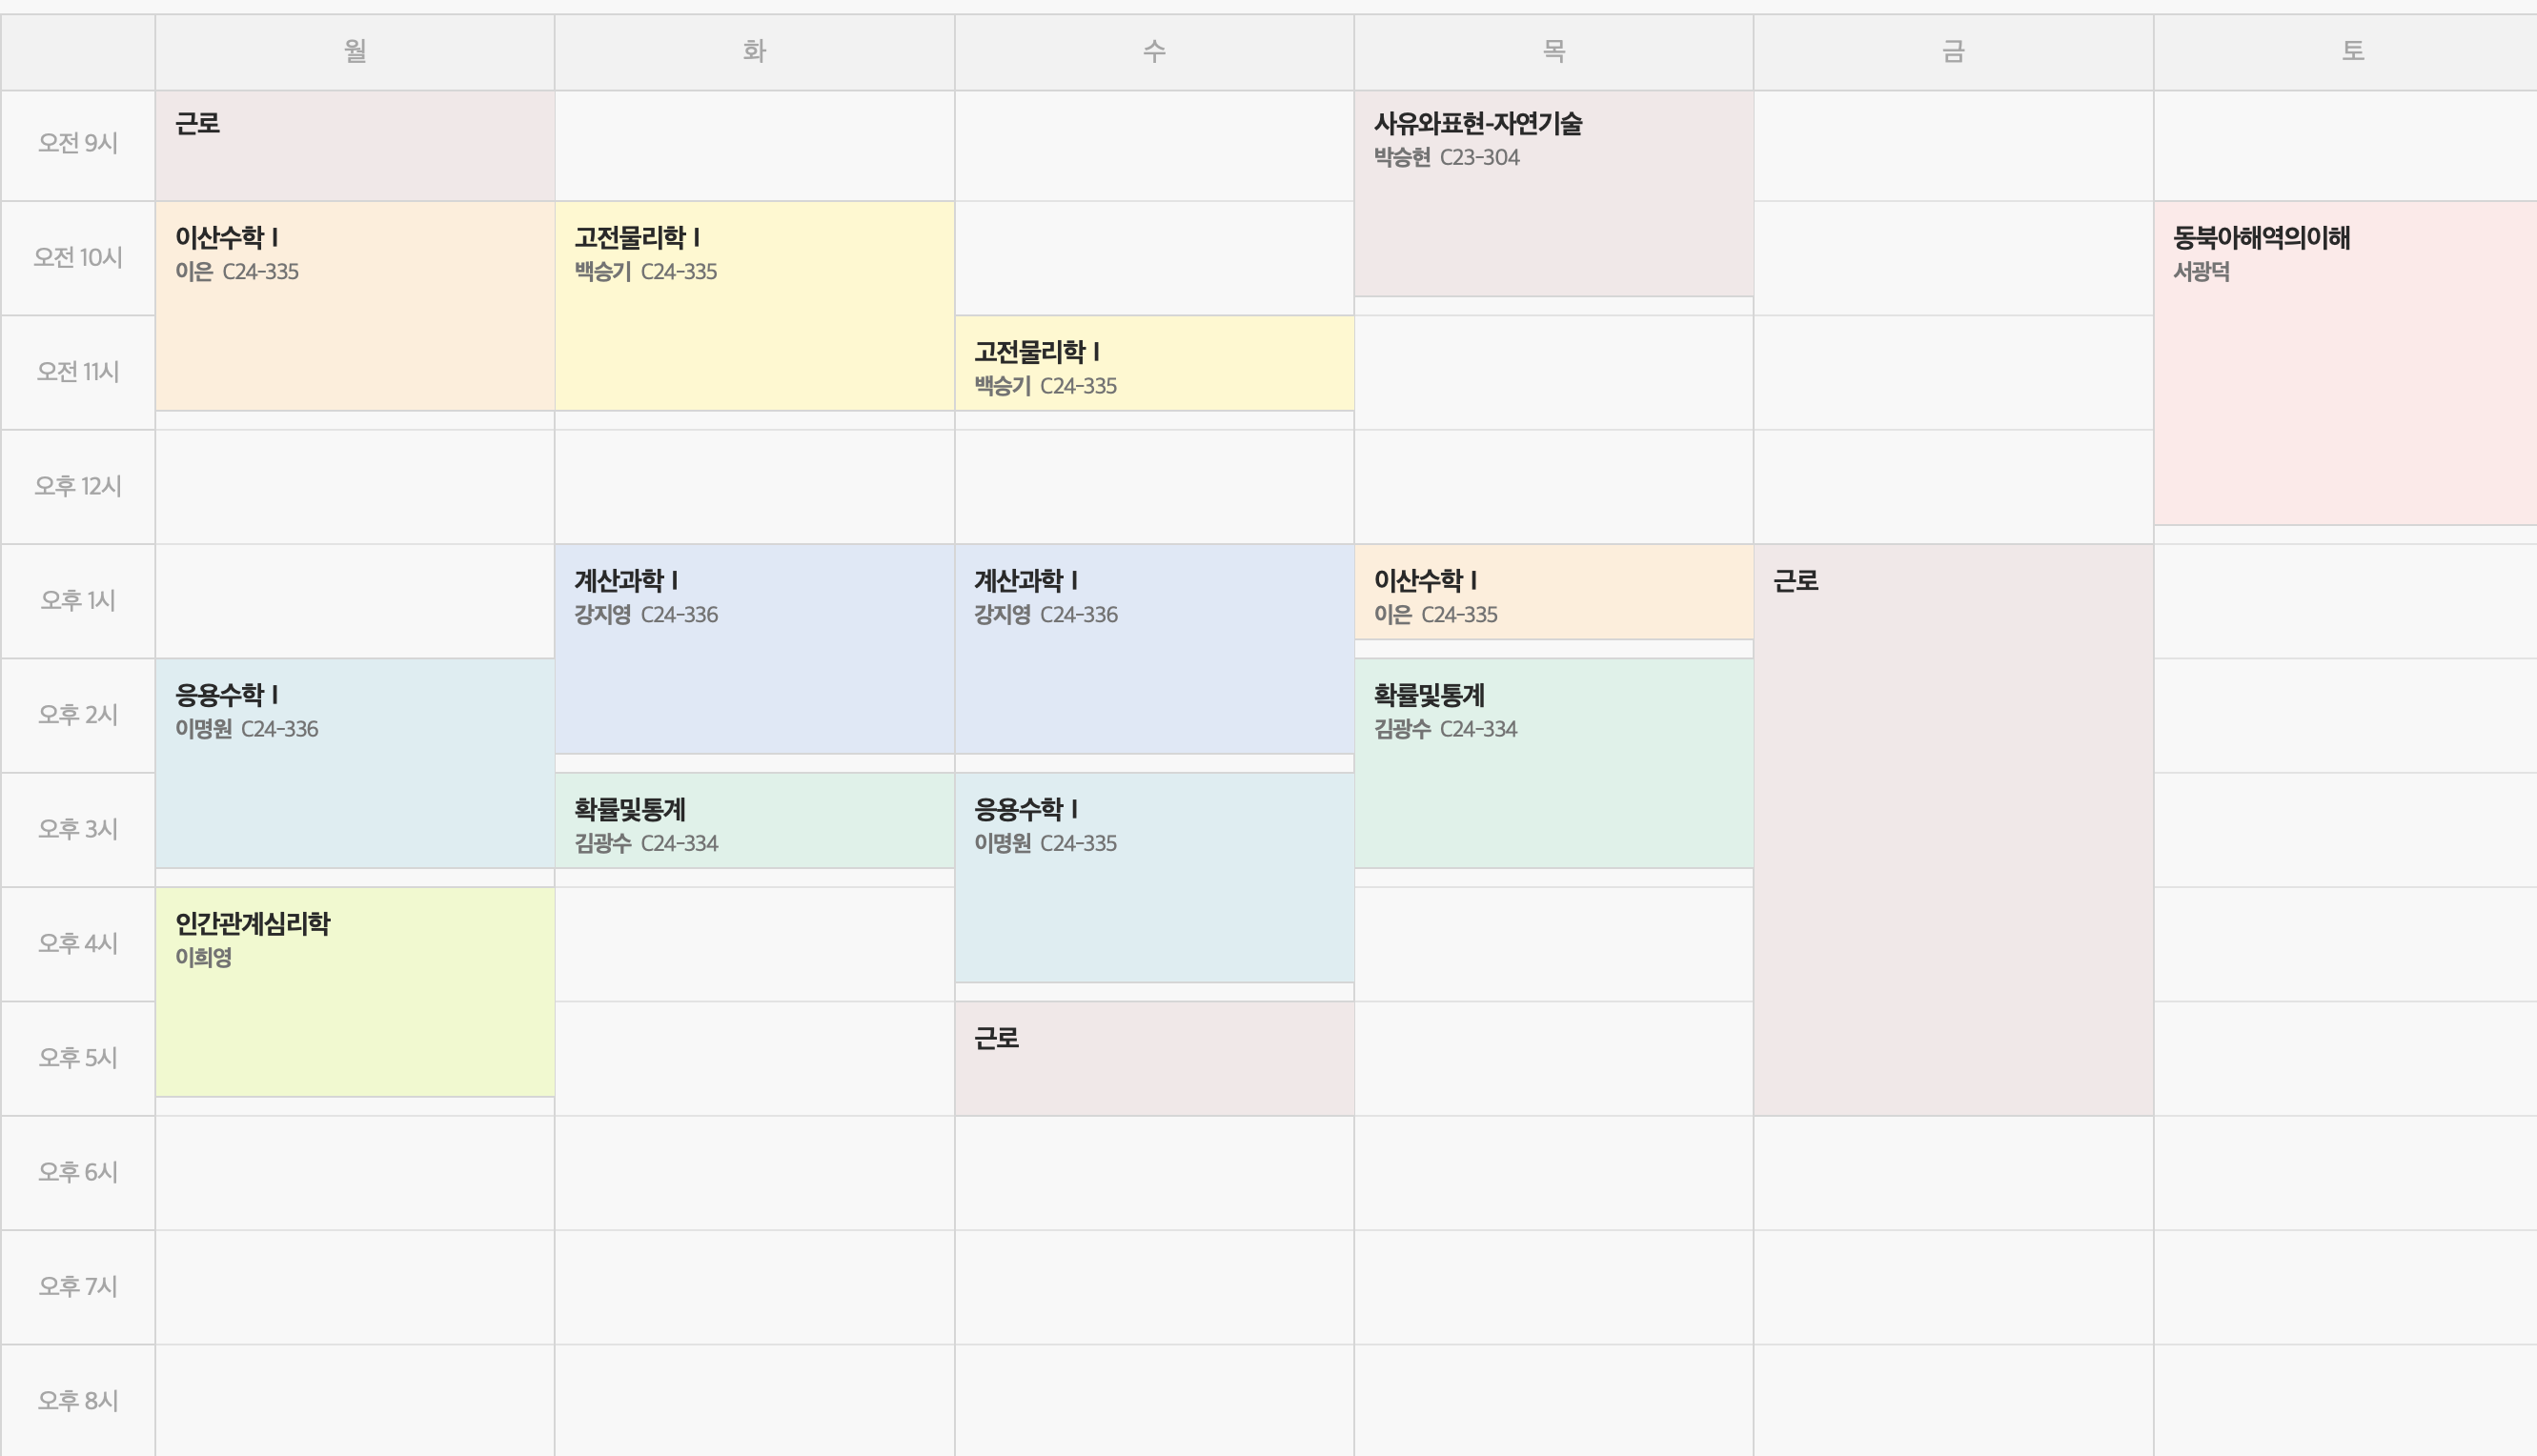 월 화 수 목 금 토
오전 9시
근로
사유와표현-자연기술
박승현 C23-304
오전 10시
이산수학 I
이은 C24-335
고전물리학 I
백승기 C24-335
동북아해역의이해
서광덕
오전 11시
고전물리학 I
백승기 C24-335
오후 12시
오후 1시
계산과학 I
강지영 C24-336
계산과학 I
강지영 C24-336
이산수학 I
이은 C24-335
근로
오후 2시
응용수학 I
이명원 C24-336
확률및통계
김광수 C24-334
오후 3시
확률및통계
김광수 C24-334
응용수학 I
이명원 C24-335
오후 4시
인간관계심리학
이희영
오후 5시
근로
오후 6시
오후 7시
오후 8시